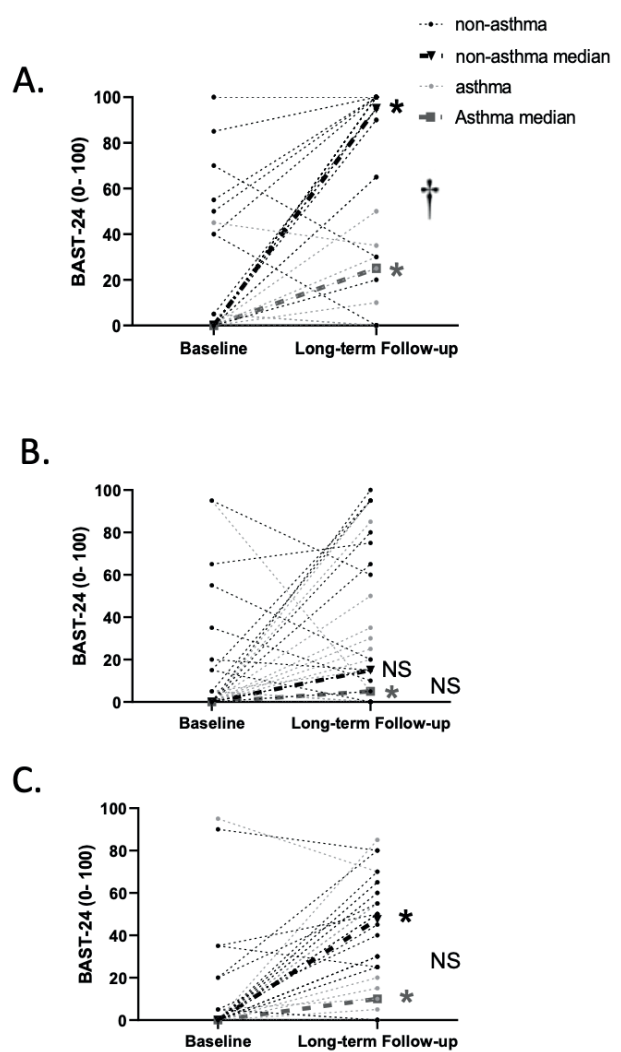 non-asthma
non-asthma median
asthma
Asthma median
A.
100
80
60
40
20
0
BAST-24 (0- 100)
*
†
*
Baseline
Long-term Follow-up
B.
100
80
60
40
20
0
BAST-24 (0- 100)
NS
*
NS
Baseline
Long-term Follow-up
C.
100
80
60
40
20
0
BAST-24 (0- 100)
*
NS
*
Baseline
Long-term Follow-up